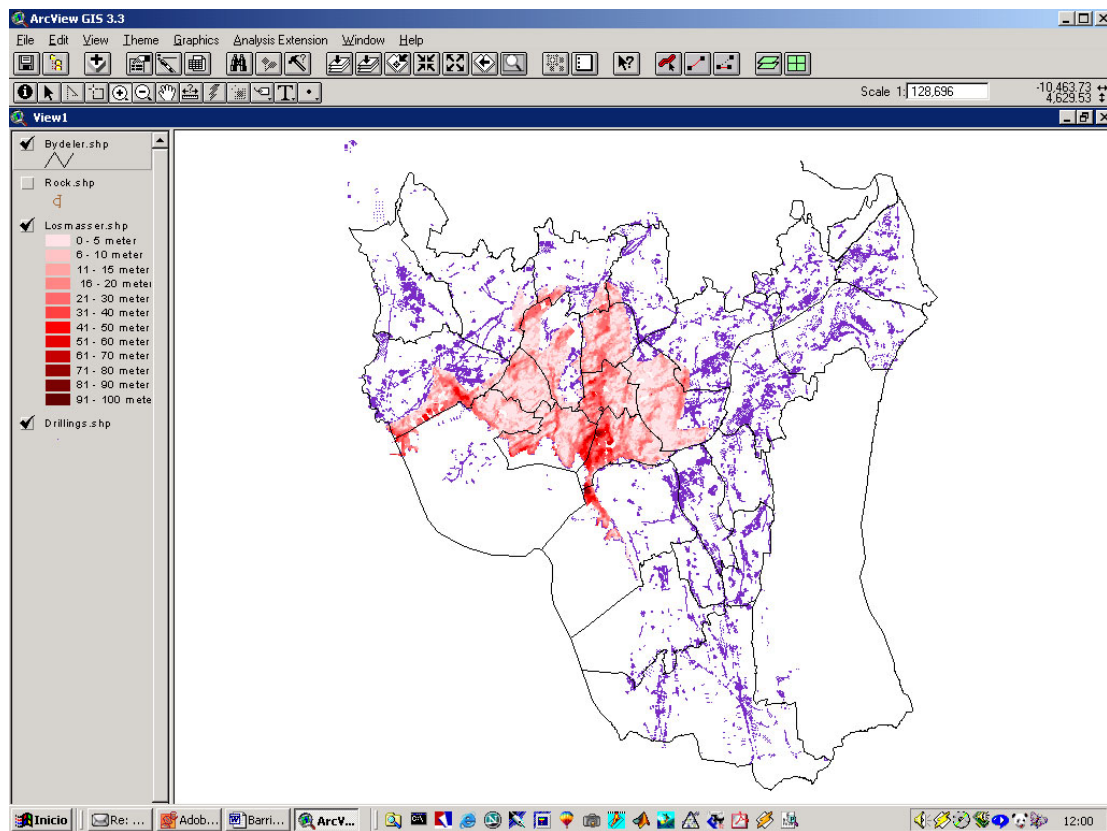 ArcView GIS 3.3
File Edit View Theme Graphics Analysis Extension Window Help
Scale 1: 128,696
-10,463.73
4,629.53
View1
Bydeler.shp
Rock.shp
Losmasser.shp
0 - 5 meter
6 - 10 meter
11 - 15 meter
16 - 20 meter
21 - 30 meter
31 - 40 meter
41 - 50 meter
51 - 60 meter
61 - 70 meter
71 - 80 meter
81 - 90 meter
91 - 100 mete
Drillings.shp
Inicio Re: ... Adob... Barri... ArcV... 12:00